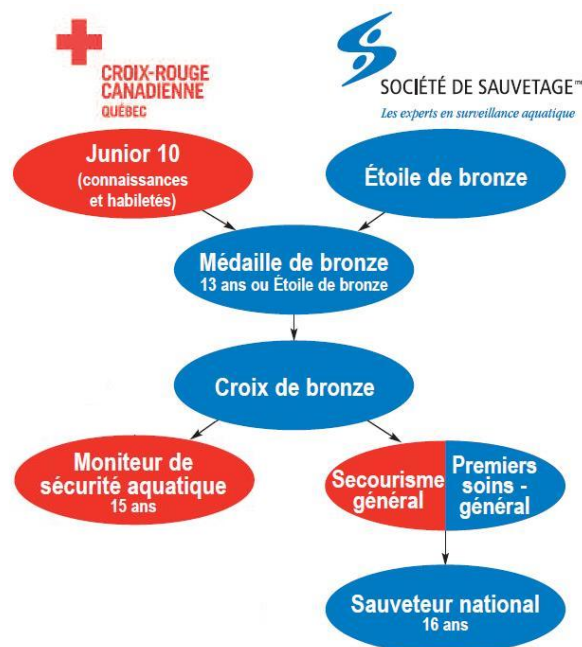 CROIX-ROUGE
CANADIENNE
QUÉBEC
SOCIÉTÉ DE SAUVETAGE MC
Les experts en surveillance aquatique
Junior 10
(connaissances
et habiletés)
Étoile de bronze
Médaille de bronze
13 ans ou Étoile de bronze
Croix de bronze
Moniteur de
sécurité aquatique
15 ans
Secourisme
général
Premiers
soins -
général
Sauveteur national
16 ans